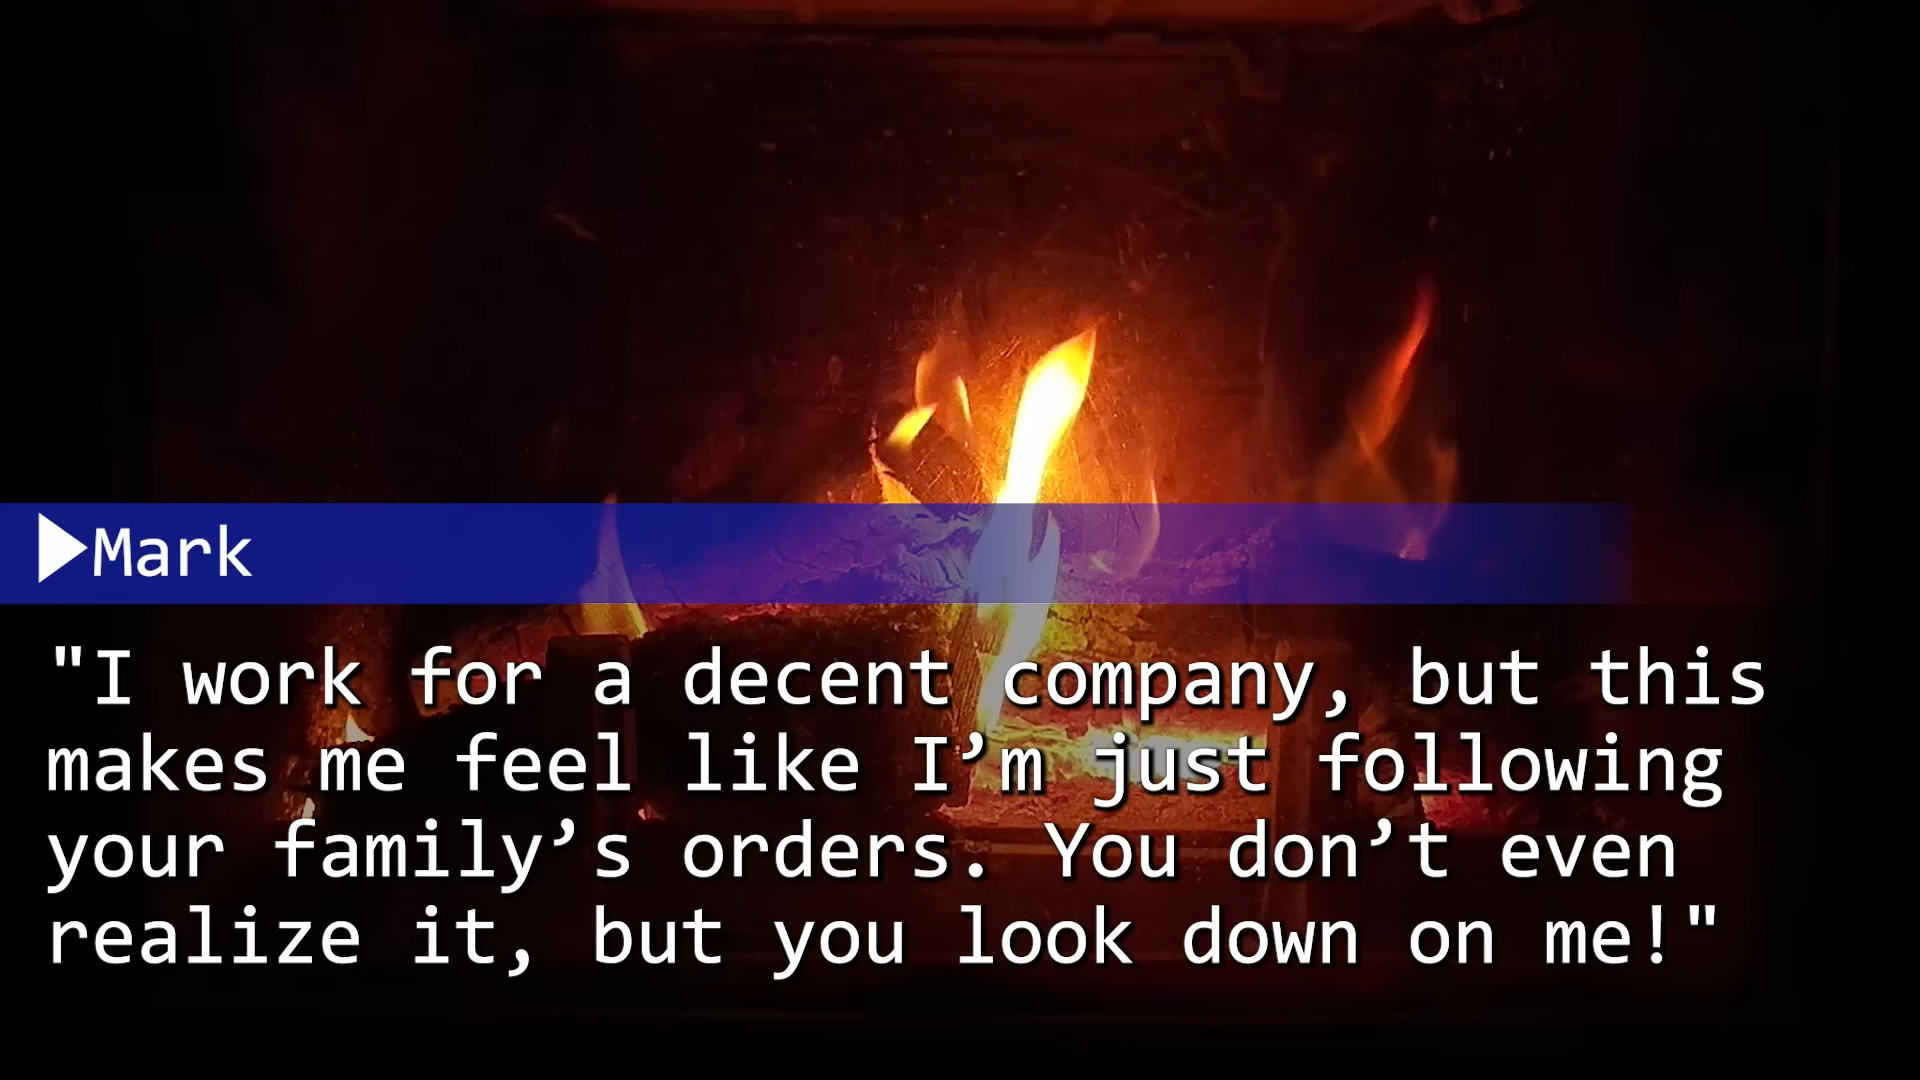 Mark
"I work for a decent company, but this
makes me feel like I’m just following
your family’s orders. You don’t even
realize it, but you look down on me!"